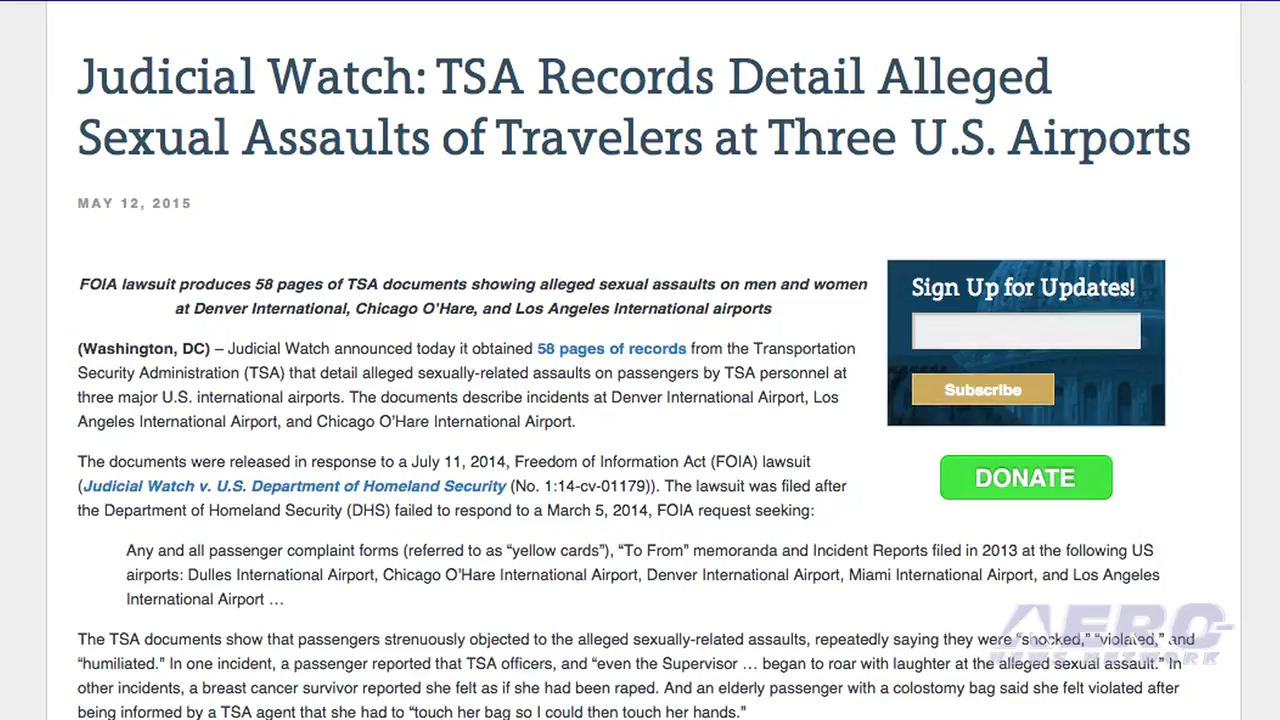 Judicial Watch: TSA Records Detail Alleged
Sexual Assaults of Travelers at Three U.S. Airports
MAY 12, 2015
FOIA lawsuit produces 58 pages of TSA documents showing alleged sexual assaults on men and women
at Denver International, Chicago O’Hare, and Los Angeles International airports
Sign Up for Updates!
(Washington, DC) – Judicial Watch announced today it obtained 58 pages of records from the Transportation
Security Administration (TSA) that detail alleged sexually-related assaults on passengers by TSA personnel at
three major U.S. international airports. The documents describe incidents at Denver International Airport, Los
Angeles International Airport, and Chicago O’Hare International Airport.
Subscribe
The documents were released in response to a July 11, 2014, Freedom of Information Act (FOIA) lawsuit
(Judicial Watch v. U.S. Department of Homeland Security (No. 1:14-cv-01179)). The lawsuit was filed after
the Department of Homeland Security (DHS) failed to respond to a March 5, 2014, FOIA request seeking:
DONATE
Any and all passenger complaint forms (referred to as “yellow cards”), “To From” memoranda and Incident Reports filed in 2013 at the following US
airports: Dulles International Airport, Chicago O’Hare International Airport, Denver International Airport, Miami International Airport, and Los Angeles
International Airport …
The TSA documents show that passengers strenuously objected to the alleged sexually-related assaults, repeatedly saying they were “shocked,” “violated,” and
“humiliated.” In one incident, a passenger reported that TSA officers, and “even the Supervisor … began to roar with laughter at the alleged sexual assault.” In
other incidents, a breast cancer survivor reported she felt as if she had been raped. And an elderly passenger with a colostomy bag said she felt violated after
being informed by a TSA agent that she had to “touch her bag so I could then touch her hands.”
AERO
NEWS NETWORK